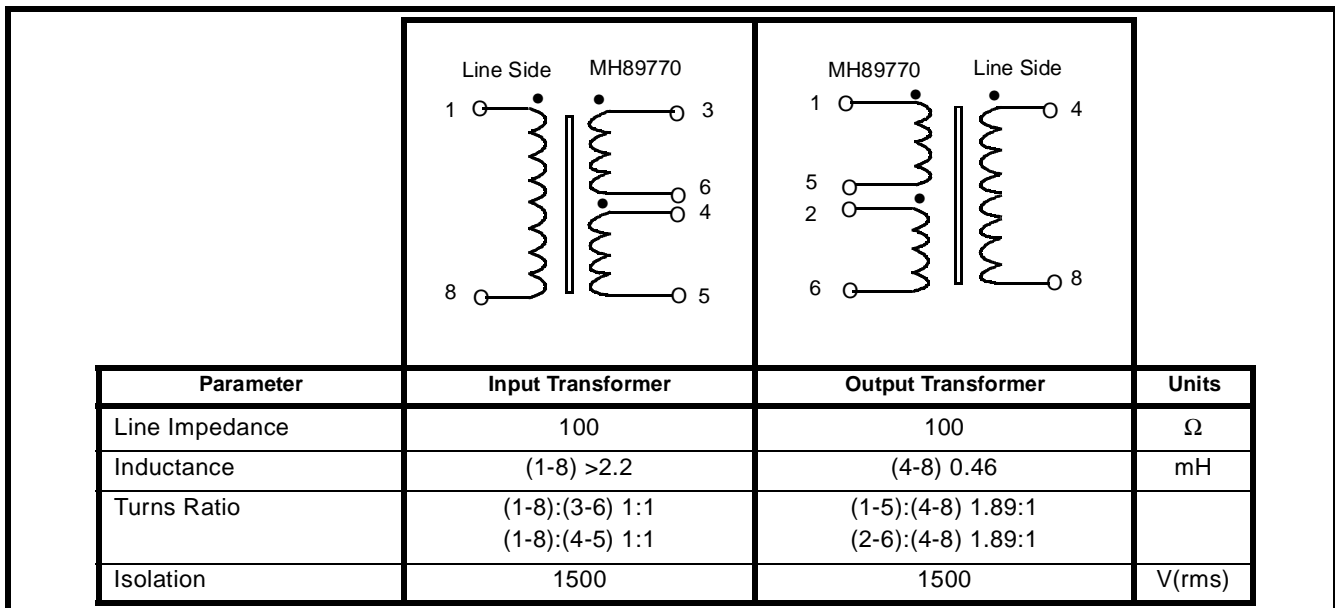 Line Side MH89770
1 3
6
4
8 5
MH89770 Line Side
1 4
5
2
6 8
Parameter Input Transformer Output Transformer Units
Line Impedance 100 100 Ω
Inductance (1-8) >2.2 (4-8) 0.46 mH
Turns Ratio (1-8):(3-6) 1:1 (1-5):(4-8) 1.89:1
(1-8):(4-5) 1:1 (2-6):(4-8) 1.89:1
Isolation 1500 1500 V(rms)